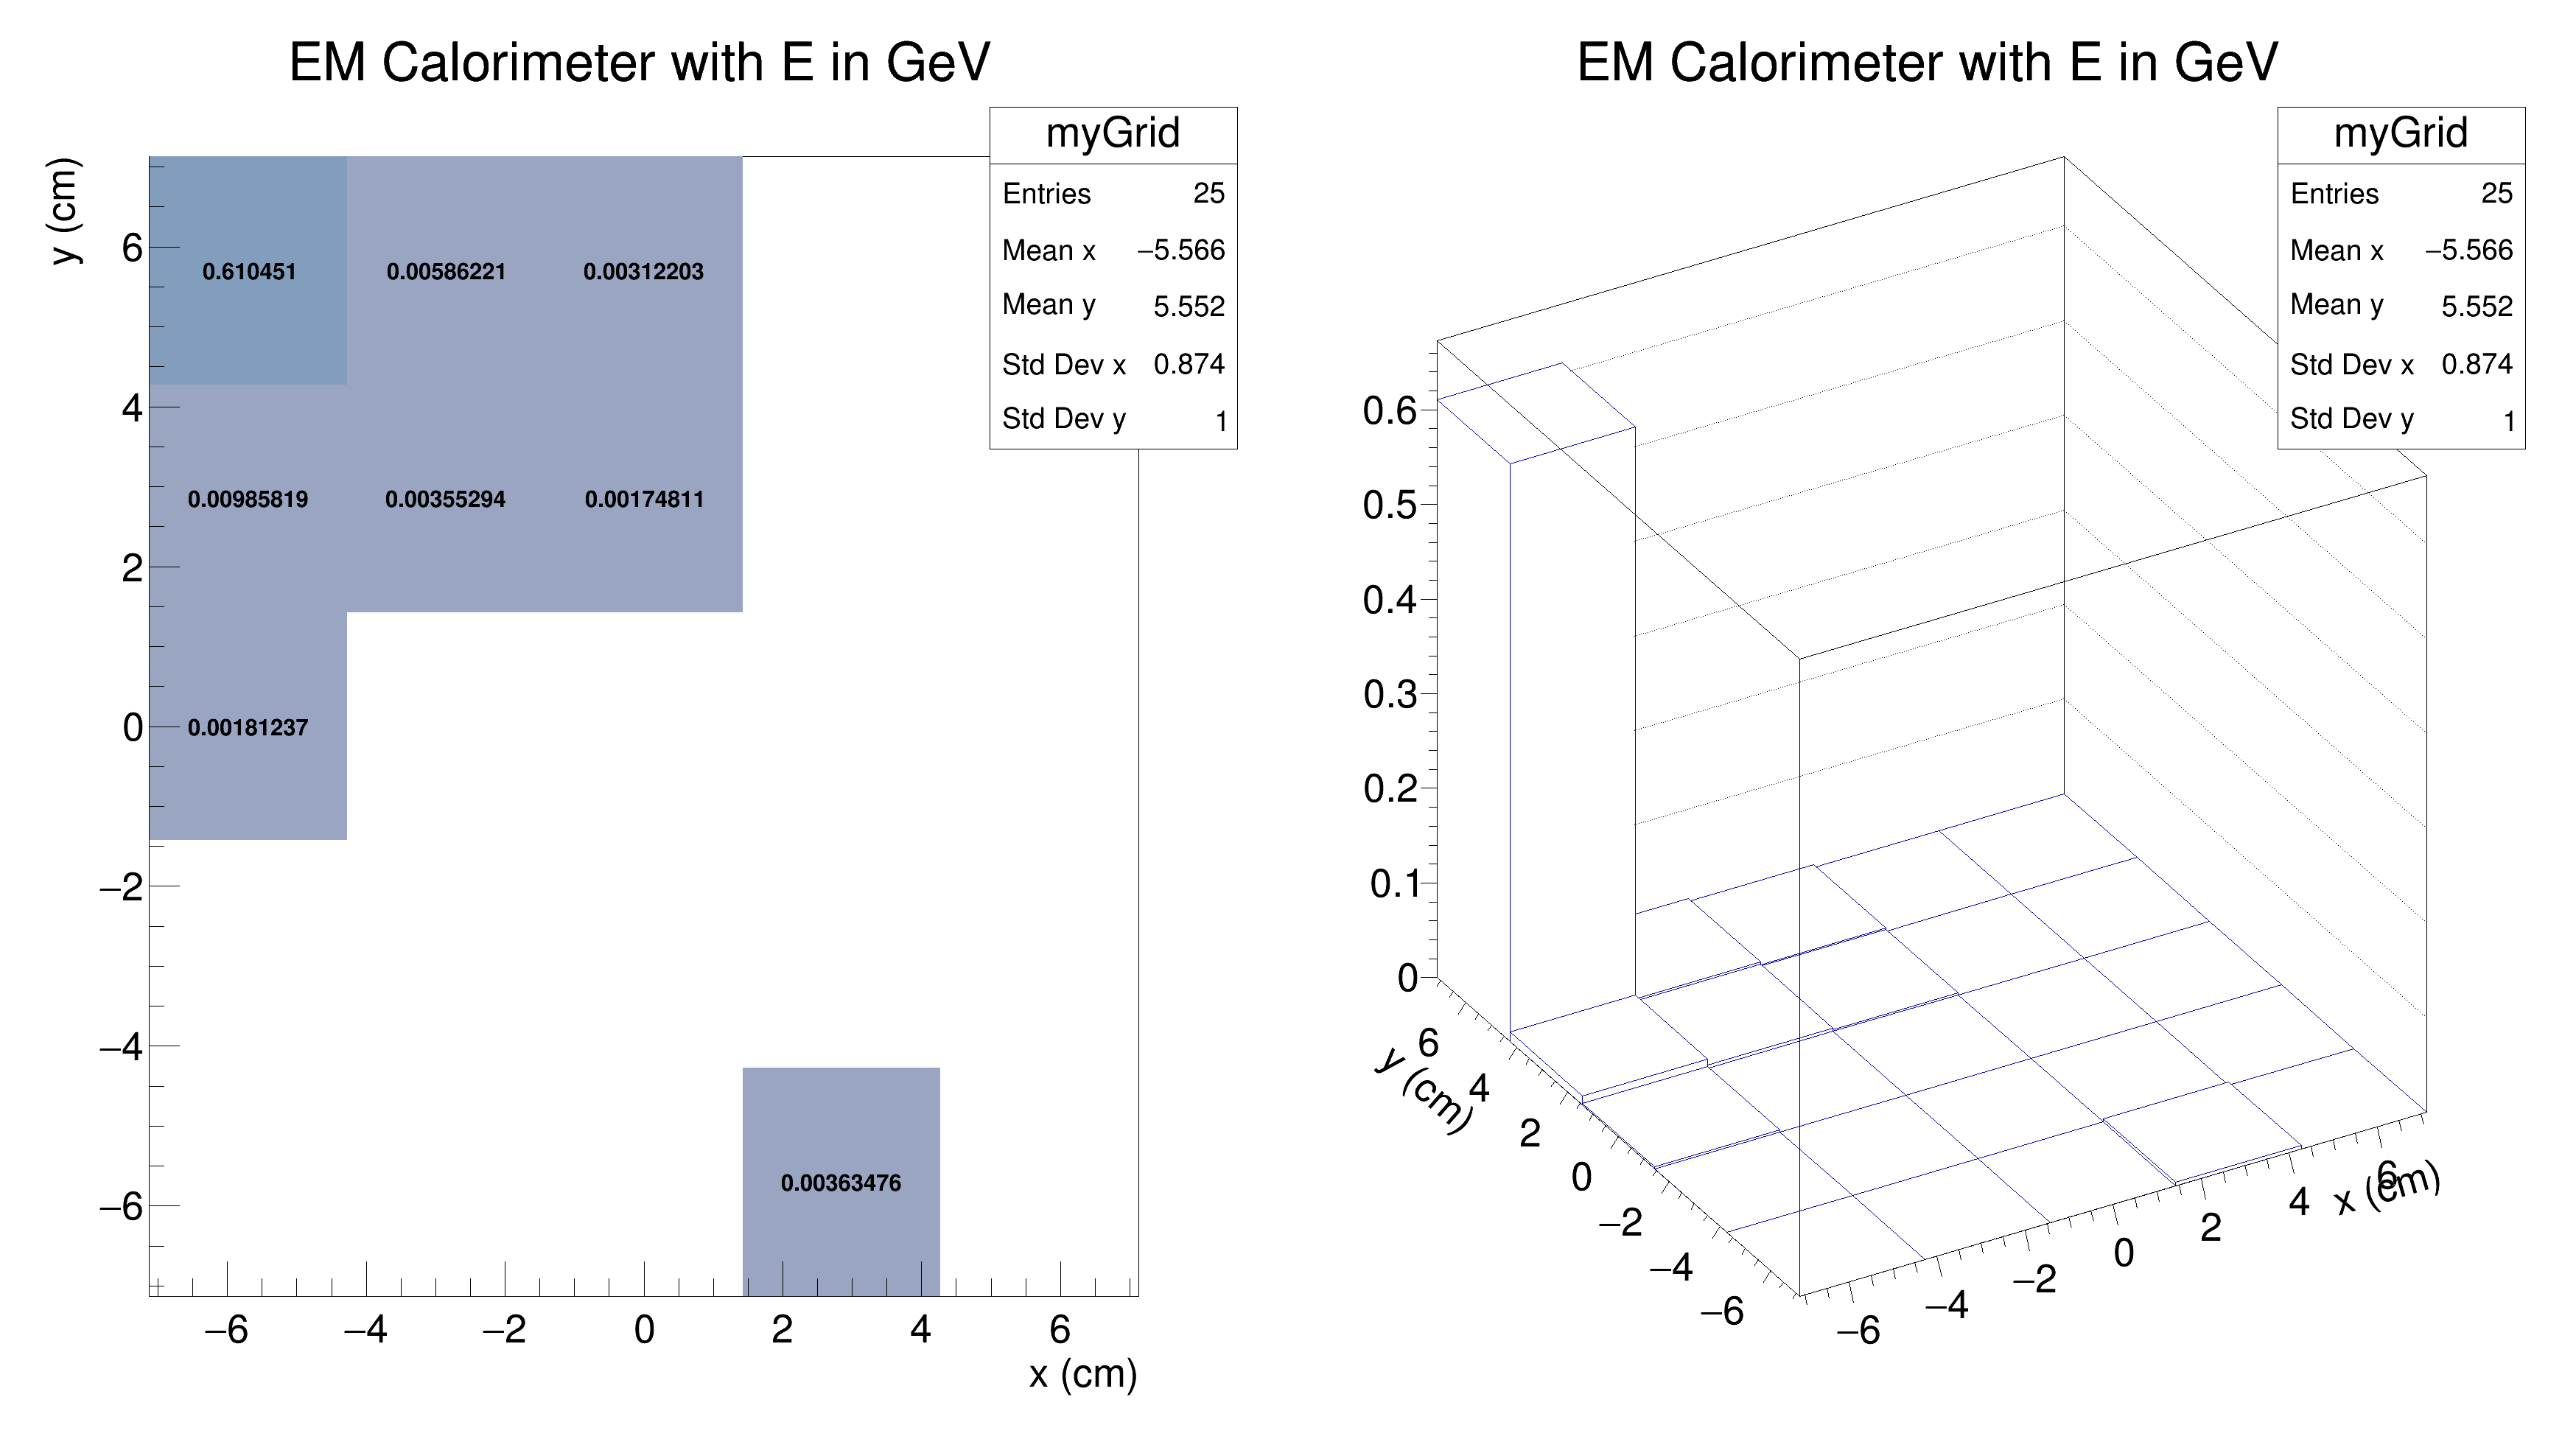 EM Calorimeter with E in GeV
myGrid
Entries 25
Mean x −5.566
Mean y 5.552
Std Dev x 0.874
Std Dev y 1
y (cm)
6
4
2
0
−2
−4
−6
0.610451 0.00586221 0.00312203
0.00985819 0.00355294 0.00174811
0.00181237
0.00363476
−6 −4 −2 0 2 4 6
x (cm)
EM Calorimeter with E in GeV
myGrid
Entries 25
Mean x −5.566
Mean y 5.552
Std Dev x 0.874
Std Dev y 1
0.6
0.5
0.4
0.3
0.2
0.1
0
y (cm)
6
4
2
0
−2
−4
−6
−6 −4 −2 0 2 4 6
x (cm)